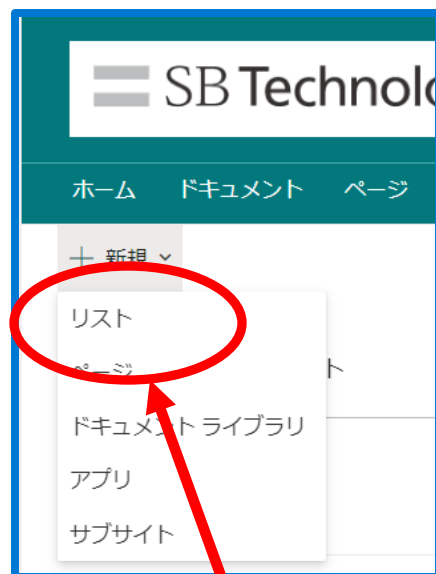 SB Technolo
ホーム ドキュメント ページ
＋ 新規
リスト
ページ
ト
ドキュメント ライブラリ
アプリ
サブサイト